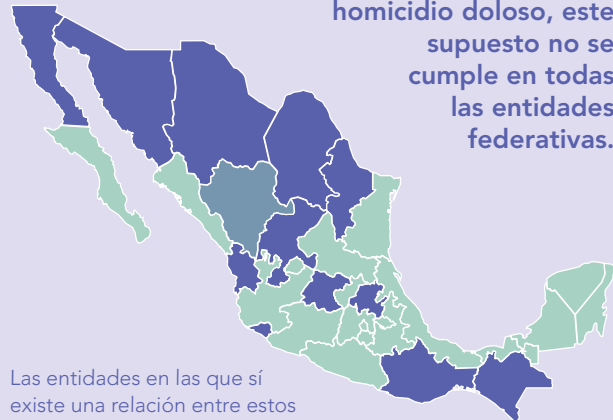 homicidio doloso, este
supuesto no se
cumple en todas
las entidades
federativas.
Las entidades en las que sí
existe una relación entre estos